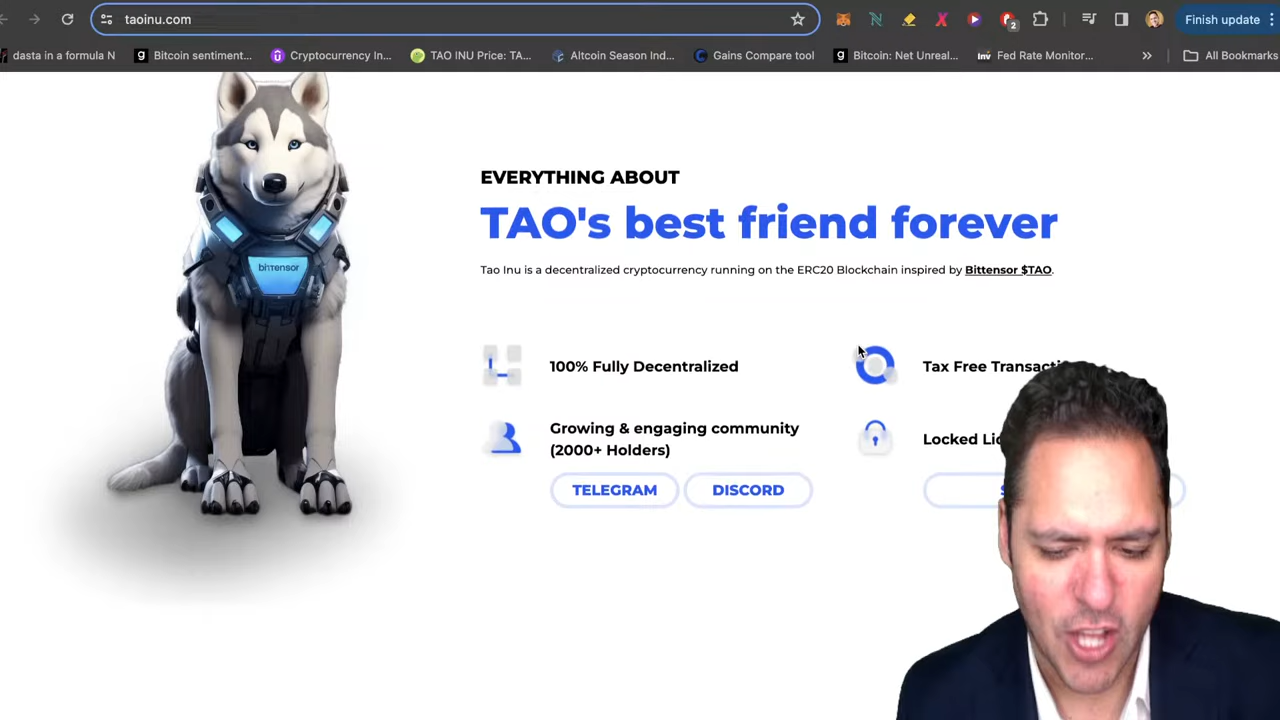 taoinu.com
2
Finish update
dasta in a formula N
Bitcoin sentiment...
Cryptocurrency In...
TAO INU Price: TA...
Altcoin Season Ind...
Gains Compare tool
Bitcoin: Net Unreal...
Inv
Fed Rate Monitor...
»
All Bookmarks
bittensor
EVERYTHING ABOUT
TAO's best friend forever
Tao Inu is a decentralized cryptocurrency running on the ERC20 Blockchain inspired by Bittensor $TAO.
100% Fully Decentralized
Tax Free
Growing & engaging community
(2000+ Holders)
Locked
TELEGRAM
DISCORD